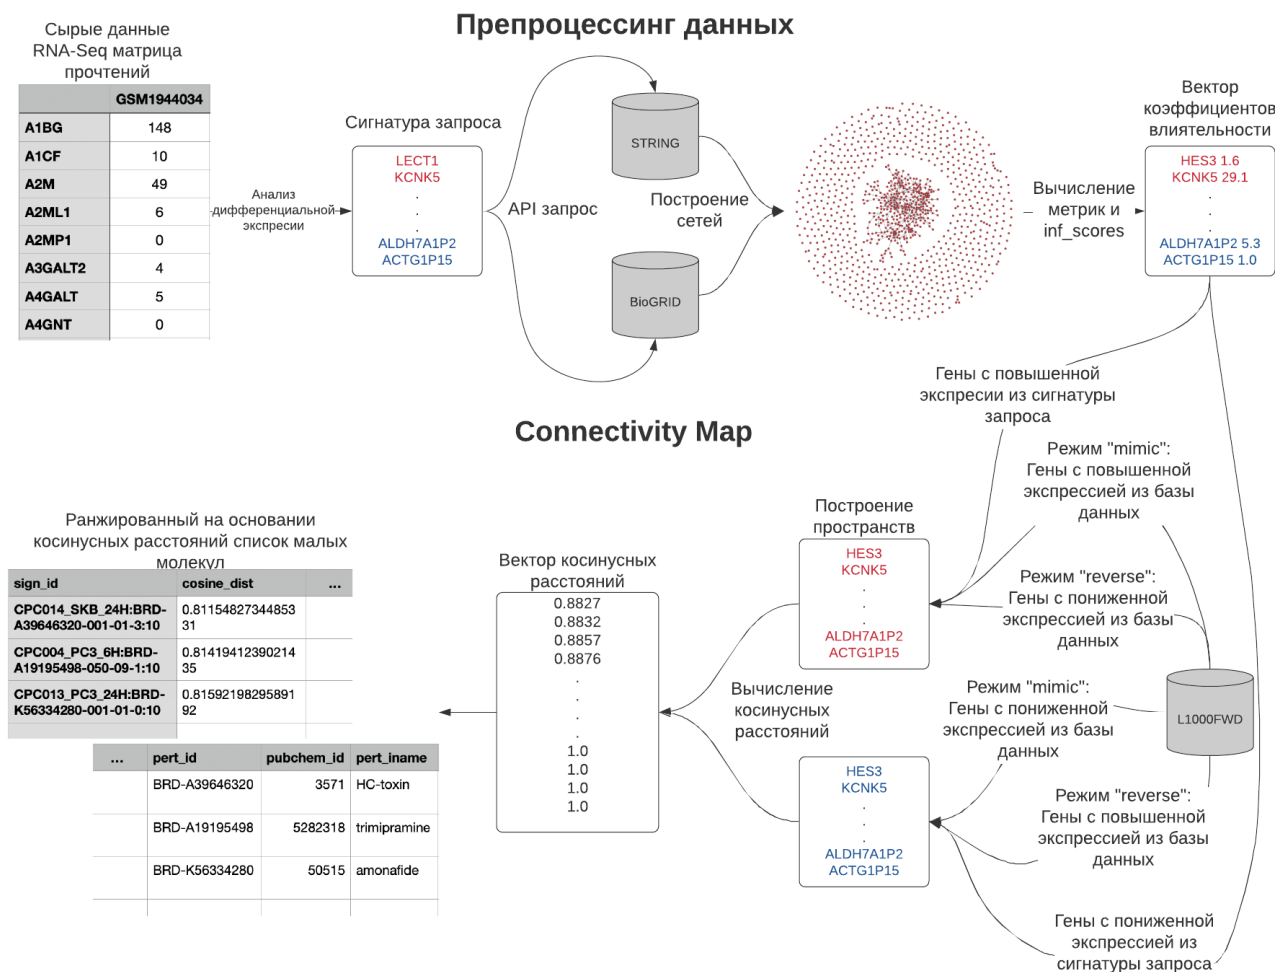 Препроцессинг данных
Сырые данные
RNA-Seq матрица
прочтений
GSM1944034
A1BG 148
A1CF 10
A2M 49
A2ML1 6
A2MP1 0
A3GALT2 4
A4GALT 5
A4GNT 0
Анализ
дифференциальной
экспресии
Сигнатура запроса
LECT1
KCNK5
.
.
.
ALDH7A1P2
ACTG1P15
API запрос
STRING
BioGRID
Построение
сетей
Вычисление
метрик и
inf_scores
Вектор
коэффициентов
влиятельности
HES3 1.6
KCNK5 29.1
.
.
.
ALDH7A1P2 5.3
ACTG1P15 1.0
Connectivity Map
Гены с повышенной
экспресии из сигнатуры
запроса
Режим "mimic":
Гены с повышенной
экспрессией из базы
данных
Режим "reverse":
Гены с пониженной
экспрессией из базы
данных
L1000FWD
Режим "mimic":
Гены с пониженной
экспрессией из базы
данных
Режим "reverse":
Гены с повышенной
экспрессией из базы
данных
Гены с пониженной
экспрессией из
сигнатуры запроса
Построение
пространств
HES3
KCNK5
.
.
.
ALDH7A1P2
ACTG1P15
HES3
KCNK5
.
.
.
ALDH7A1P2
ACTG1P15
Вычисление
косинусных
расстояний
Вектор косинусных
расстояний
0.8827
0.8832
0.8857
0.8876
.
.
.
.
1.0
1.0
1.0
1.0
Ранжированный на основании
косинусных расстояний список малых
молекул
sign_id cosine_dist ...
CPC014_SKB_24H:BRD- 0.81154827344853
A39646320-001-01-3:10 31
CPC004_PC3_6H:BRD- 0.81419412390214
A19195498-050-09-1:10 35
CPC013_PC3_24H:BRD- 0.81592198295891
K56334280-001-01-0:10 92
... pert_id pubchem_id pert_iname
BRD-A39646320 3571 HC-toxin
BRD-A19195498 5282318 trimipramine
BRD-K56334280 50515 amonafide